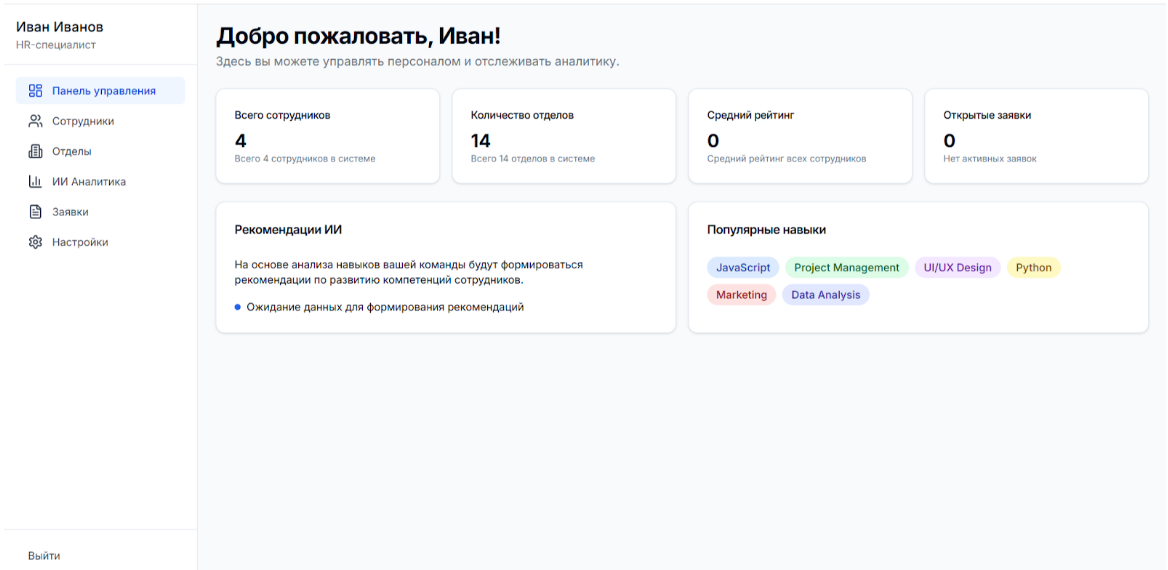 Иван Иванов
HR-специалист
Панель управления
Сотрудники
Отделы
ИИ Аналитика
Заявки
Настройки
Выйти
Добро пожаловать, Иван!
Здесь вы можете управлять персоналом и отслеживать аналитику.
Всего сотрудников
4
Всего 4 сотрудников в системе
Количество отделов
14
Всего 14 отделов в системе
Средний рейтинг
0
Средний рейтинг всех сотрудников
Открытые заявки
0
Нет активных заявок
Рекомендации ИИ
На основе анализа навыков вашей команды будут формироваться
рекомендации по развитию компетенций сотрудников.
Ожидание данных для формирования рекомендаций
Популярные навыки
JavaScript Project Management UI/UX Design Python
Marketing Data Analysis